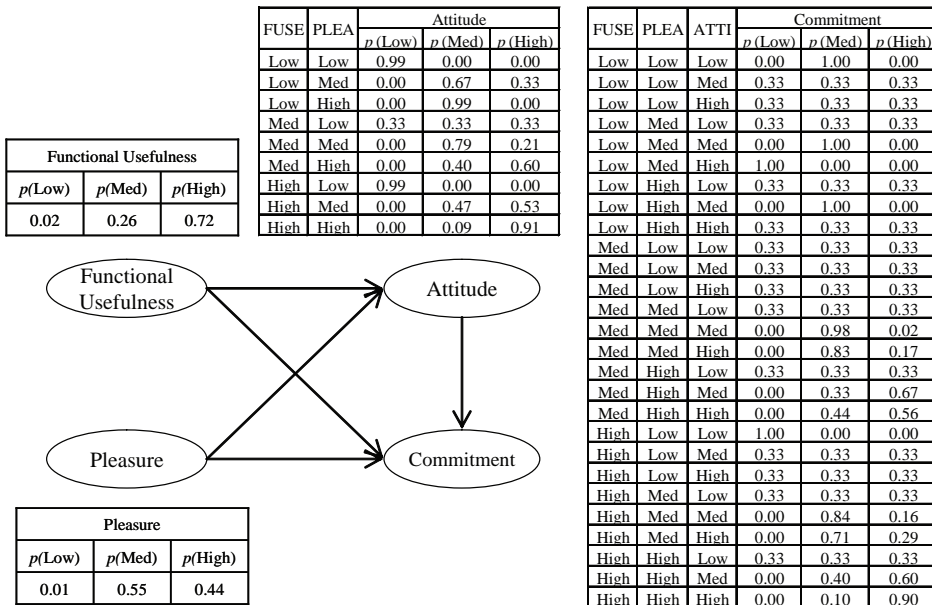 FUSE PLEA Attitude
p (Low) p (Med) p (High)
Low Low 0.99 0.00 0.00
Low Med 0.00 0.67 0.33
Low High 0.00 0.99 0.00
Med Low 0.33 0.33 0.33
Med Med 0.00 0.79 0.21
Med High 0.00 0.40 0.60
High Low 0.99 0.00 0.00
High Med 0.00 0.47 0.53
High High 0.00 0.09 0.91
Functional Usefulness
p(Low) p(Med) p(High)
0.02 0.26 0.72
Functional
Usefulness
Attitude
Pleasure
Commitment
Pleasure
p(Low) p(Med) p(High)
0.01 0.55 0.44
FUSE PLEA ATTI Commitment
p (Low) p (Med) p (High)
Low Low Low 0.00 1.00 0.00
Low Low Med 0.33 0.33 0.33
Low Low High 0.33 0.33 0.33
Low Med Low 0.33 0.33 0.33
Low Med Med 0.00 1.00 0.00
Low Med High 1.00 0.00 0.00
Low High Low 0.33 0.33 0.33
Low High Med 0.00 1.00 0.00
Low High High 0.33 0.33 0.33
Med Low Low 0.33 0.33 0.33
Med Low Med 0.33 0.33 0.33
Med Low High 0.33 0.33 0.33
Med Med Low 0.33 0.33 0.33
Med Med Med 0.00 0.98 0.02
Med Med High 0.00 0.83 0.17
Med High Low 0.33 0.33 0.33
Med High Med 0.00 0.33 0.67
Med High High 0.00 0.44 0.56
High Low Low 1.00 0.00 0.00
High Low Med 0.33 0.33 0.33
High Low High 0.33 0.33 0.33
High Med Low 0.33 0.33 0.33
High Med Med 0.00 0.84 0.16
High Med High 0.00 0.71 0.29
High High Low 0.33 0.33 0.33
High High Med 0.00 0.40 0.60
High High High 0.00 0.10 0.90